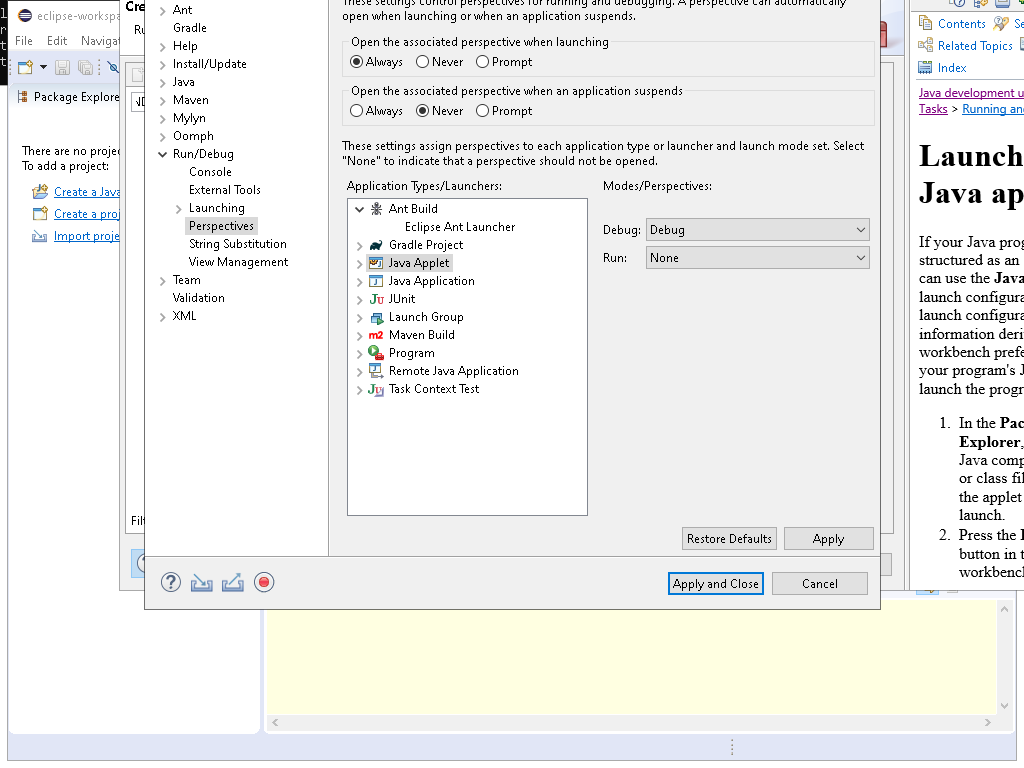 eclipse-workspa
File Edit Navigat
Package Explore
There are no projec
To add a project:
Create a Java
Create a proj
Import proje
Cre
Ru
Filt
Ant
Gradle
Help
Install/Update
Java
Maven
Mylyn
Oomph
Run/Debug
Console
External Tools
Launching
Perspectives
String Substitution
View Management
Team
Validation
XML
These settings control perspectives for running and debugging. A perspective can automatically
open when launching or when an application suspends.
Open the associated perspective when launching
Always Never Prompt
Open the associated perspective when an application suspends
Always Never Prompt
These settings assign perspectives to each application type or launcher and launch mode set. Select
"None" to indicate that a perspective should not be opened.
Application Types/Launchers:
Ant Build
Eclipse Ant Launcher
Gradle Project
Java Applet
Java Application
JUnit
Launch Group
Maven Build
Program
Remote Java Application
Task Context Test
Modes/Perspectives:
Debug: Debug
Run: None
Restore Defaults Apply
Apply and Close Cancel
Contents Se
Related Topics
Index
Java development u
Tasks > Running and
Launch
Java ap
If your Java prog
structured as an
can use the Java
launch configura
launch configura
information deri
workbench prefe
your program's J
launch the progr
1. In the Pac
Explorer,
Java comp
or class fil
the applet
launch.
2. Press the
button in t
workbench